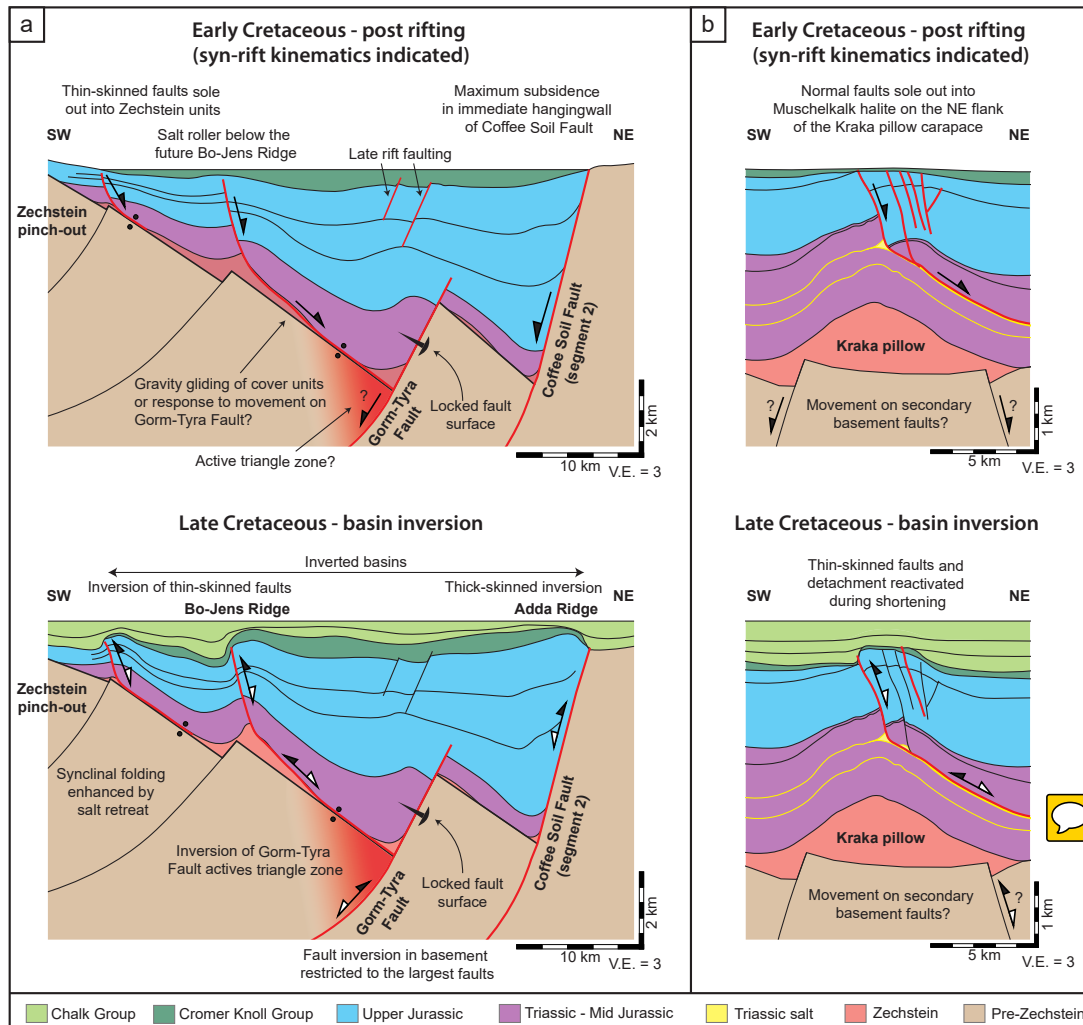 a
Early Cretaceous - post rifting
(syn-rift kinematics indicated)
Thin-skinned faults sole
out into Zechstein units
Maximum subsidence
in immediate hangingwall
of Coffee Soil Fault
SW
NE
Salt roller below the
future Bo-Jens Ridge
Late rift faulting
Zechstein
pinch-out
Gravity gliding of cover units
or response to movement on
Gorm-Tyra Fault?
?
Gorm-Tyra
Fault
Locked fault
surface
Coffee Soil Fault
(segment 2)
Active triangle zone?
2 km
10 km
V.E. = 3
Late Cretaceous - basin inversion
Inverted basins
Inversion of thin-skinned faults
Thick-skinned inversion
SW
Bo-Jens Ridge
Adda Ridge
NE
Zechstein
pinch-out
Synclinal folding
enhanced by
salt retreat
Inversion of Gorm-Tyra
Fault actives triangle zone
Gorm-Tyra
Fault
Locked fault
surface
Coffee Soil Fault
(segment 2)
Fault inversion in basement
restricted to the largest faults
2 km
10 km
V.E. = 3
b
Early Cretaceous - post rifting
(syn-rift kinematics indicated)
Normal faults sole out into
Muschelkalk halite on the NE flank
of the Kraka pillow carapace
SW
NE
Kraka pillow
?
Movement on secondary
basement faults?
?
1 km
5 km
V.E. = 3
Late Cretaceous - basin inversion
Thin-skinned faults and
detachment reactivated
during shortening
SW
NE
Kraka pillow
Movement on secondary
basement faults?
?
1 km
5 km
V.E. = 3
Chalk Group
Cromer Knoll Group
Upper Jurassic
Triassic - Mid Jurassic
Triassic salt
Zechstein
Pre-Zechstein